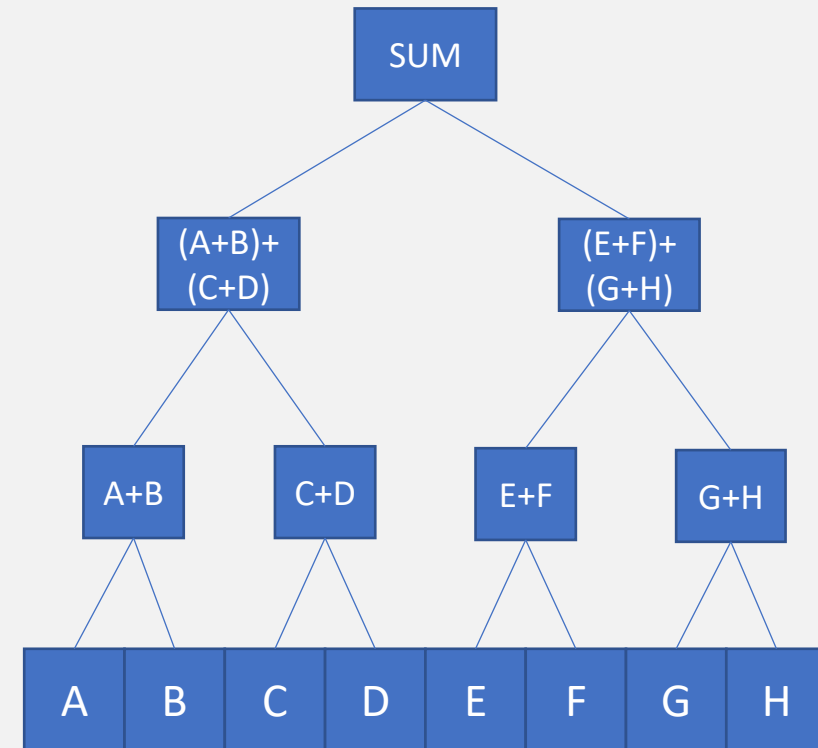 SUM
(A+B)+
(C+D)
(E+F)+
(G+H)
A+B
C+D
E+F
G+H
A
B
C
D
E
F
G
H